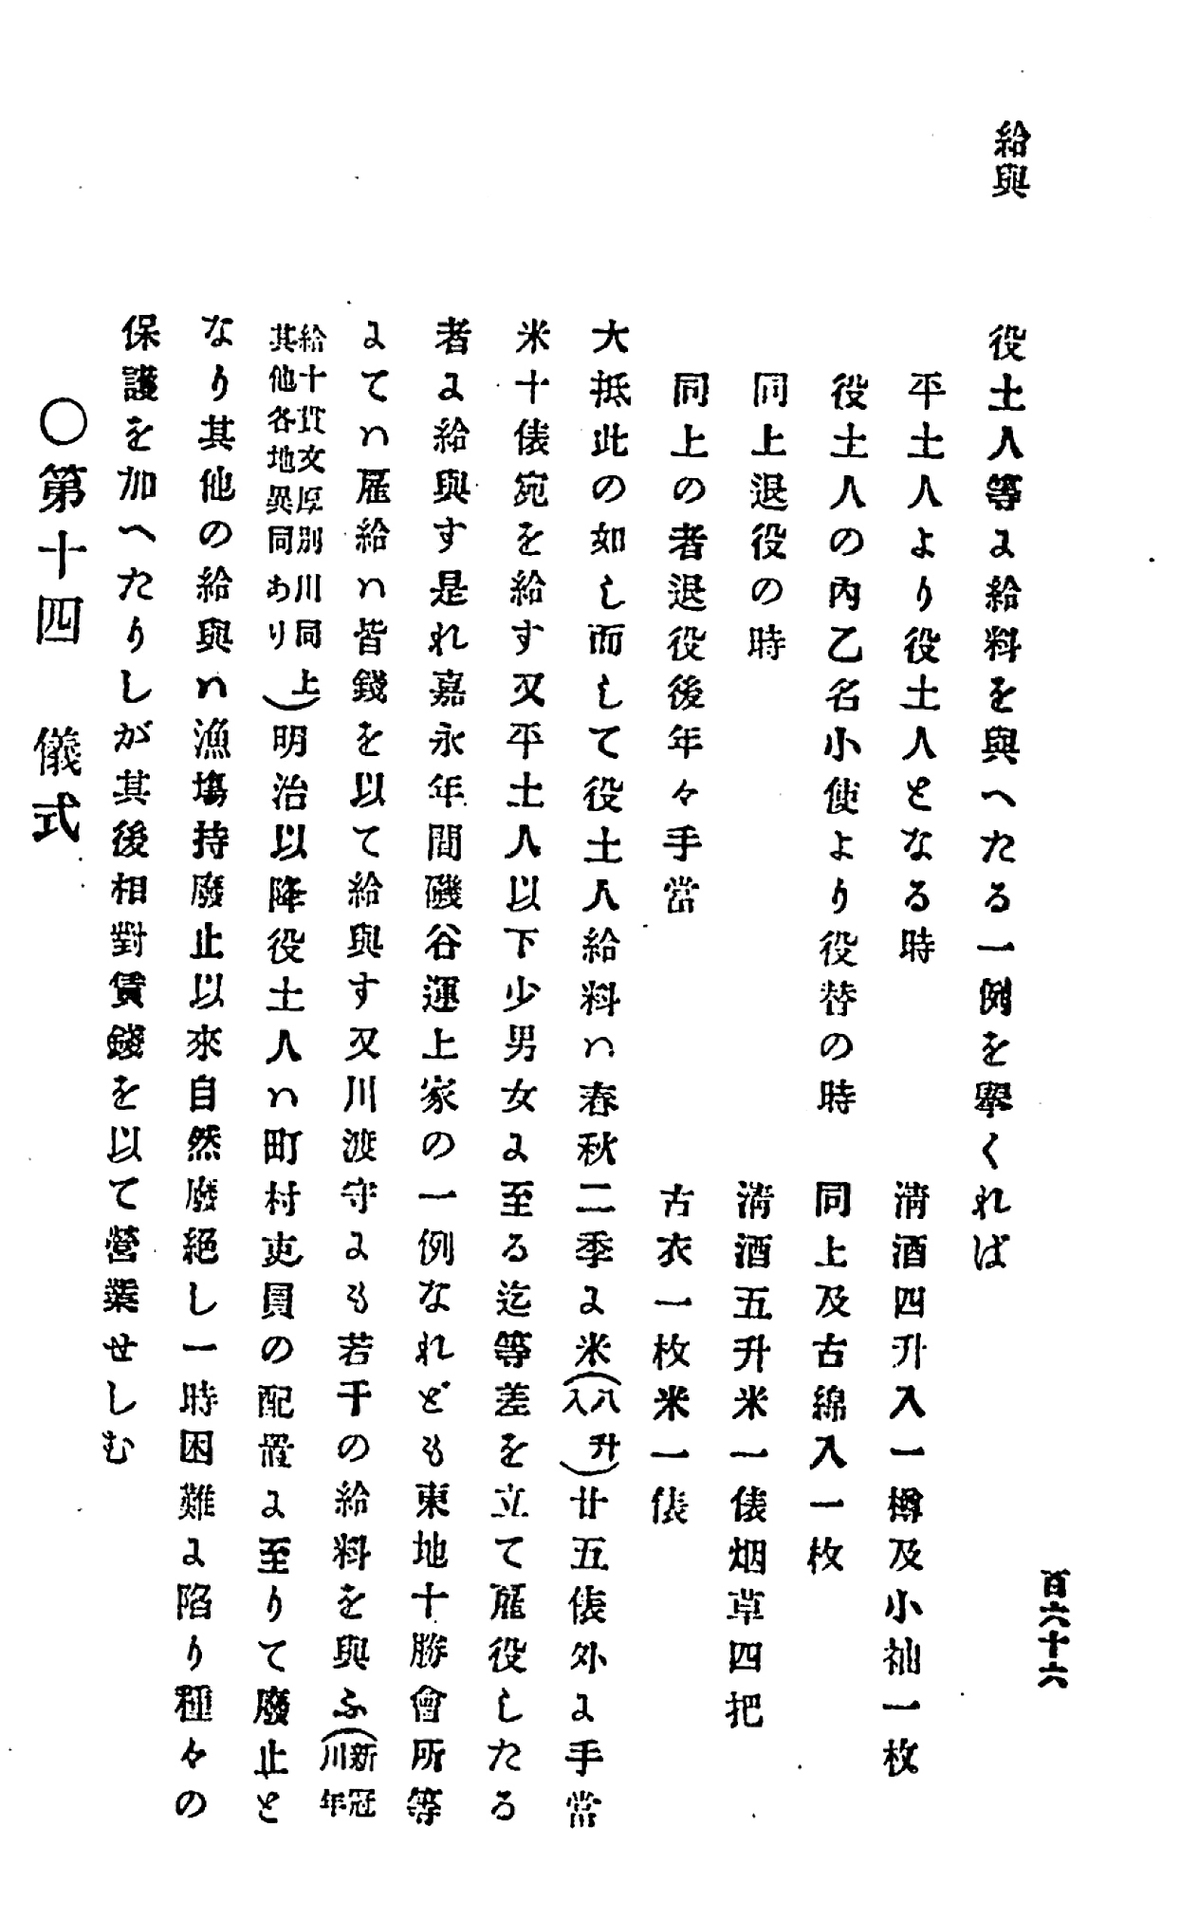 百六十六
給與
役土人等に給料を與へたる一例を擧くれば
平土人より役土人となる時　淸酒四升入一樽及小袖一枚
役土人の內乙名小使より役替の時　同上及古綿入一枚
同上退役の時　淸酒五升米一俵烟草四把
同上の者退役後年々手當　古衣一枚米一俵
大抵此の如し而して役土人給料ハ春秋二季に米(八升入)廿五俵外に手當
米十俵宛を給す又平土人以下少男女に至る迄等差を立て雇役したる
者に給與す是れ嘉永年間磯谷運上家の一例なれども東地十勝會所等
にてハ雇給ハ皆錢を以て給與す又川渡守にも若干の給料を與ふ(新冠川年
給十貫文厚別川同上其他各地異同あり)明治以降役土人ハ町村吏員の配置に至りて廢止と
なり其他の給與ハ漁塲持廢止以來自然廢絕し一時困難に陷り種々の
保護を加へたりしが其後相對賃錢を以て營業せしむ
〇第十四　儀式